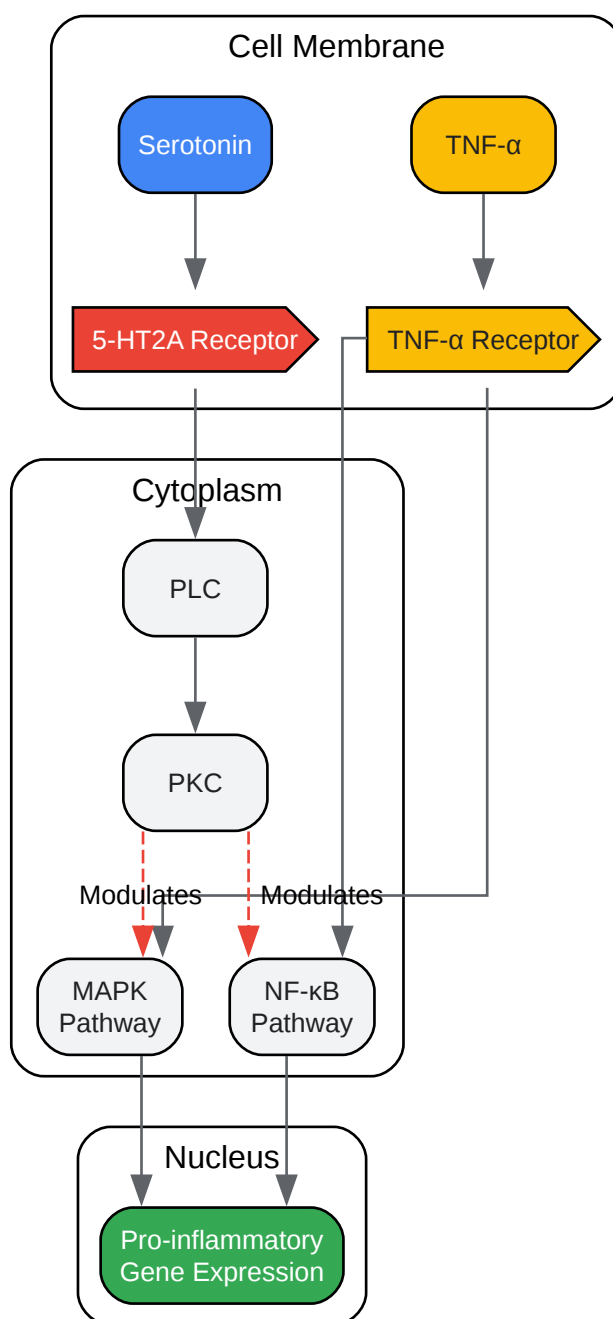 Cell Membrane
Serotonin
TNF-α
5-HT2A Receptor
TNF-α Receptor
Cytoplasm
PLC
PKC
Modulates
Modulates
MAPK
Pathway
NF-κB
Pathway
Nucleus
Pro-inflammatory
Gene Expression